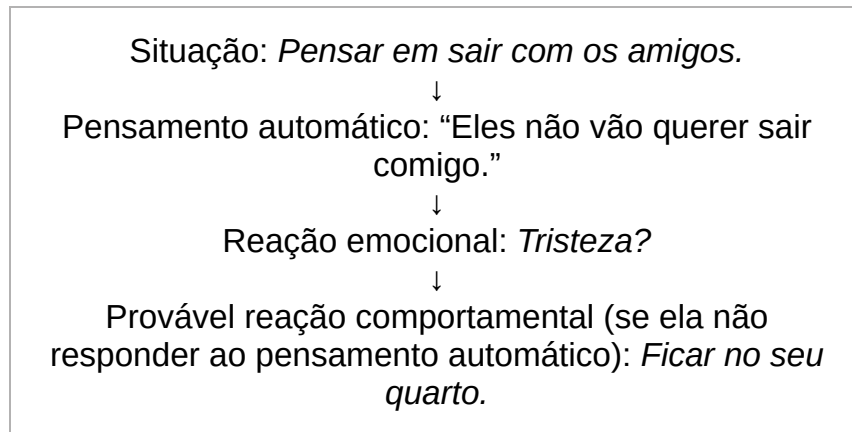 Situação: Pensar em sair com os amigos.
↓
Pensamento automático: “Eles não vão querer sair
comigo.”
↓
Reação emocional: Tristeza?
↓
Provável reação comportamental (se ela não
responder ao pensamento automático): Ficar no seu
quarto.